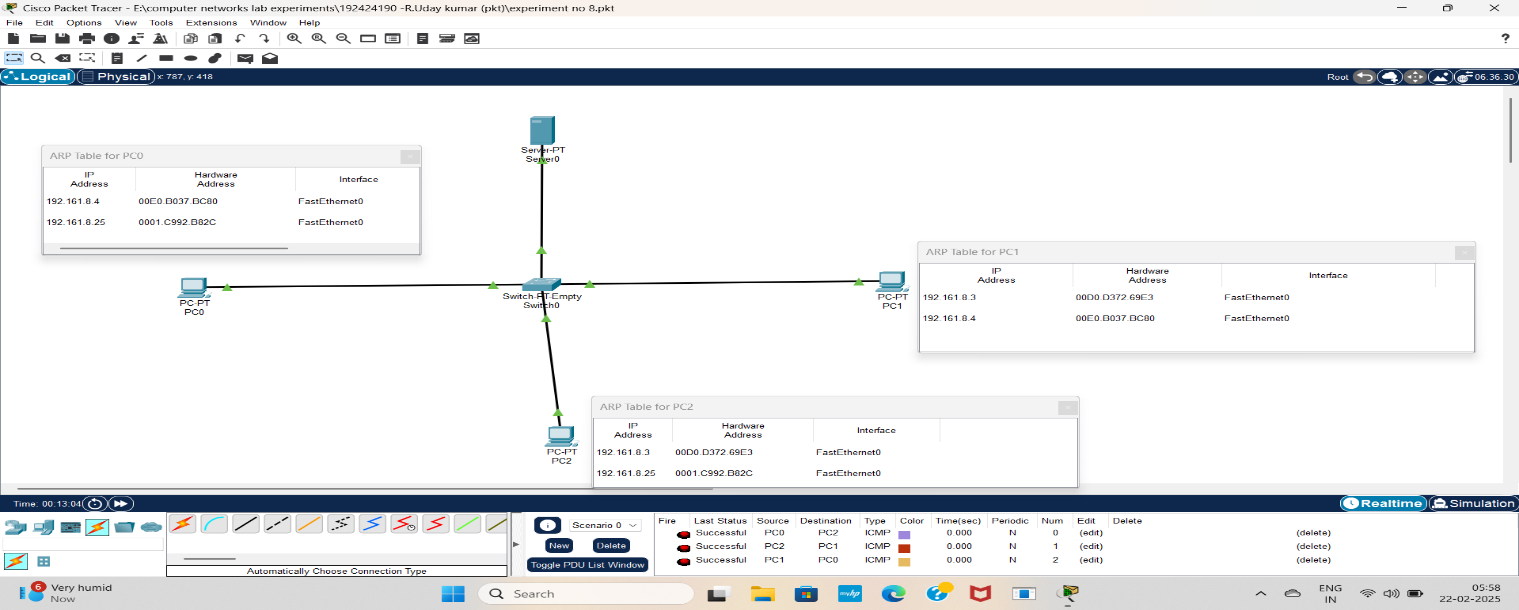 Cisco Packet Tracer - E:\computer networks lab experiments\192424190 -R.Uday kumar (pkt)\experiment no 8.pkt
File Edit Options View Tools Extensions Window Help
Logical Physical x: 787, y: 418 Root 06:36:30
Server-PT
Server0
ARP Table for PC0
IP Address Hardware Address Interface
192.161.8.4 00E0.B037.BC80 FastEthernet0
192.161.8.25 0001.C992.B82C FastEthernet0
PC-PT
PC0
Switch-PT-Empty
Switch0
PC-PT
PC1
ARP Table for PC1
IP Address Hardware Address Interface
192.161.8.3 00D0.D372.69E3 FastEthernet0
192.161.8.4 00E0.B037.BC80 FastEthernet0
PC-PT
PC2
ARP Table for PC2
IP Address Hardware Address Interface
192.161.8.3 00D0.D372.69E3 FastEthernet0
192.161.8.25 0001.C992.B82C FastEthernet0
Time: 00:13:04 Realtime Simulation
Scenario 0
New Delete
Toggle PDU List Window
Automatically Choose Connection Type
Fire Last Status Source Destination Type Color Time(sec) Periodic Num Edit Delete
Successful PC0 PC2 ICMP 0.000 N 0 (edit) (delete)
Successful PC2 PC1 ICMP 0.000 N 1 (edit) (delete)
Successful PC1 PC0 ICMP 0.000 N 2 (edit) (delete)
6 Very humid
Now
Search
myhp
ENG
IN
05:58
22-02-2025